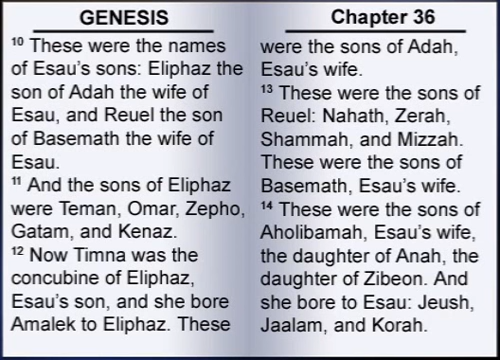 GENESIS
¹⁰ These were the names
of Esau's sons: Eliphaz the
son of Adah the wife of
Esau, and Reuel the son
of Basemath the wife of
Esau.
¹¹ And the sons of Eliphaz
were Teman, Omar, Zepho,
Gatam, and Kenaz.
¹² Now Timna was the
concubine of Eliphaz,
Esau's son, and she bore
Amalek to Eliphaz. These
Chapter 36
were the sons of Adah,
Esau's wife.
¹³ These were the sons of
Reuel: Nahath, Zerah,
Shammah, and Mizzah.
These were the sons of
Basemath, Esau's wife.
¹⁴ These were the sons of
Aholibamah, Esau's wife,
the daughter of Anah, the
daughter of Zibeon. And
she bore to Esau: Jeush,
Jaalam, and Korah.